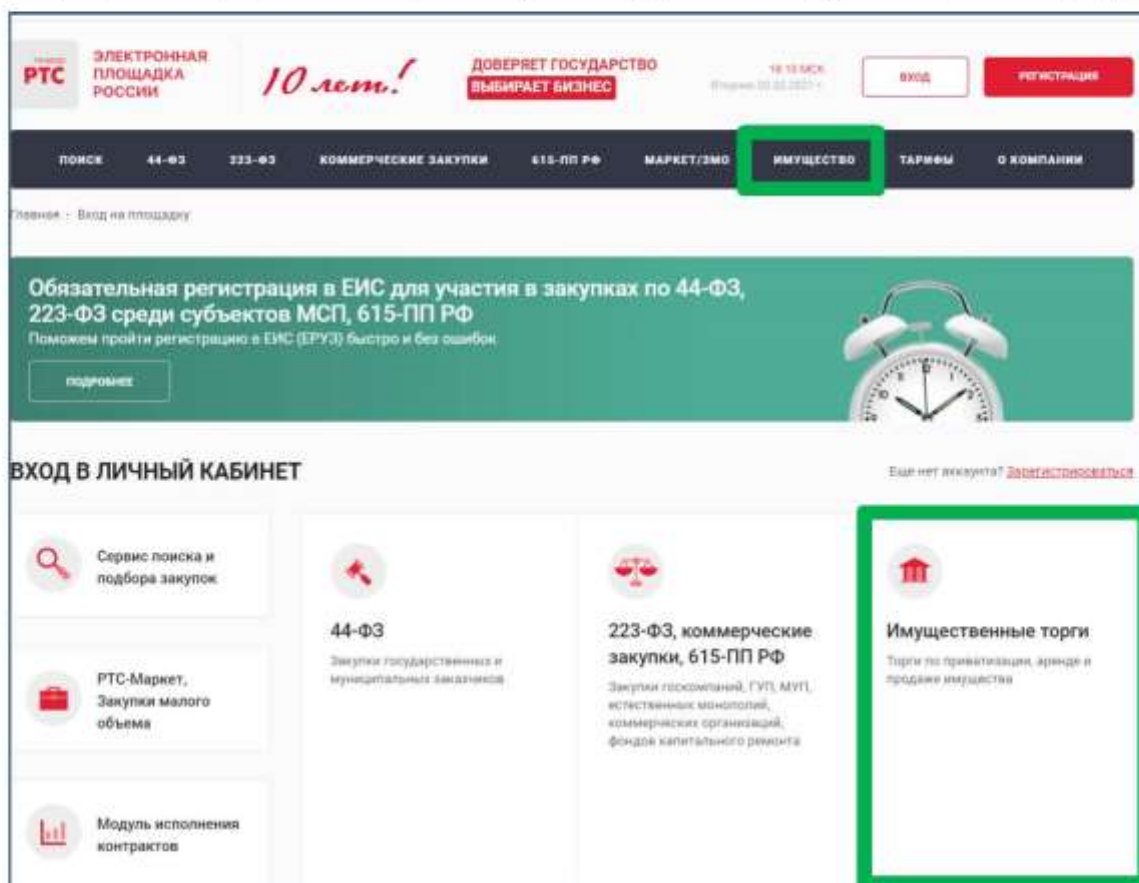 РТС
ЭЛЕКТРОННАЯ
ПЛОЩАДКА
РОССИИ
10 лет!
ДОВЕРЯЕТ ГОСУДАРСТВО
ВЫБИРАЕТ БИЗНЕС
МСК
Вторник
ВХОД
РЕГИСТРАЦИЯ
ПОИСК 44-ФЗ 223-ФЗ КОММЕРЧЕСКИЕ ЗАКУПКИ 615-ПП РФ МАРКЕТ/ЗМО ИМУЩЕСТВО ТАРИФЫ О КОМПАНИИ
Главная - Вход на площадку
Обязательная регистрация в ЕИС для участия в закупках по 44-ФЗ,
223-ФЗ среди субъектов МСП, 615-ПП РФ
Поможем пройти регистрацию в ЕИС (ЕРУЗ) быстро и без ошибок
ПОДРОБНЕЕ
ВХОД В ЛИЧНЫЙ КАБИНЕТ
Еще нет аккаунта? Зарегистрироваться
Сервис поиска и
подбора закупок
РТС-Маркет,
Закупки малого
объема
Модуль исполнения
контрактов
44-ФЗ
Закупки государственных и
муниципальных заказчиков
223-ФЗ, коммерческие
закупки, 615-ПП РФ
Закупки госкомпаний, ГУП, МУП,
естественных монополий,
коммерческих организаций,
фондов капитального ремонта
Имущественные торги
Торги по приватизации, аренде и
продаже имущества